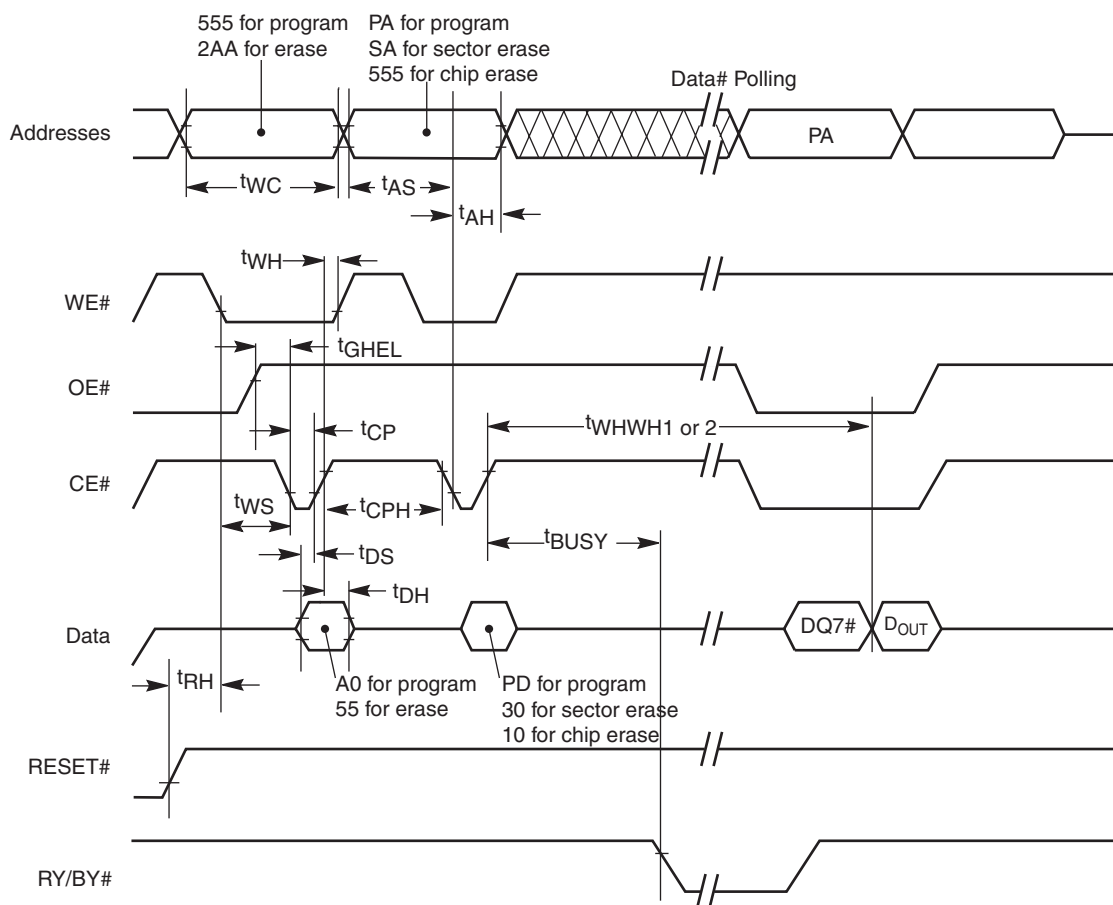 555 for program
2AA for erase
PA for program
SA for sector erase
555 for chip erase
Data# Polling
Addresses
PA
tWC
tAS
tAH
tWH
WE#
tGHEL
OE#
tCP
tWHWH1 or 2
CE#
tWS
tCPH
tBUSY
tDS
tDH
Data
DQ7#
DOUT
tRH
A0 for program
55 for erase
PD for program
30 for sector erase
10 for chip erase
RESET#
RY/BY#